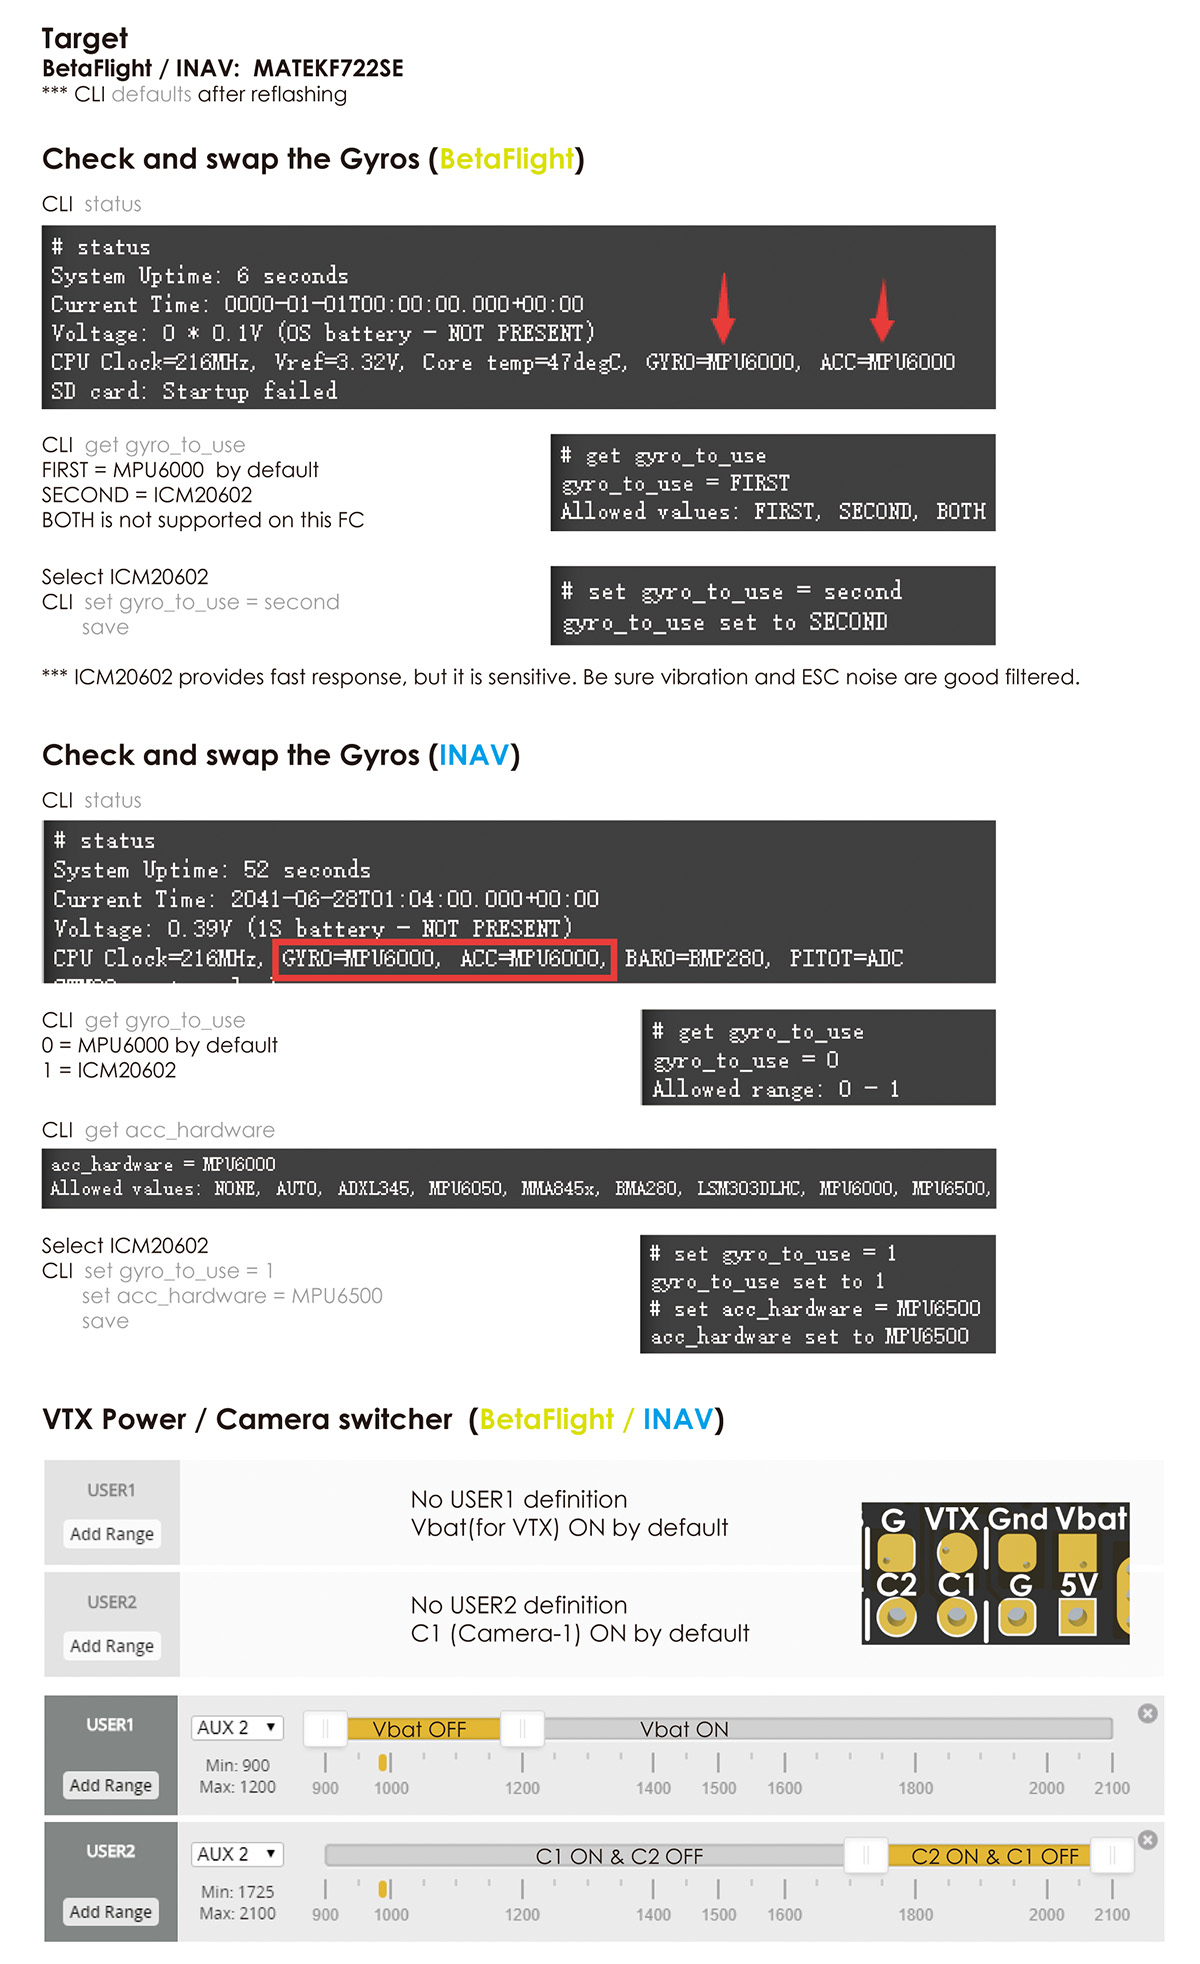 Target
BetaFlight / INAV:  MATEKF722SE
*** CLI defaults after reflashing
Check and swap the Gyros (BetaFlight)
CLI  status
# status
System Uptime: 6 seconds
Current Time: 0000-01-01T00:00:00.000+00:00
Voltage: 0 * 0.1V (0S battery - NOT PRESENT)
CPU Clock=216MHz, Vref=3.32V, Core temp=47degC, GYRO=MPU6000, ACC=MPU6000
SD card: Startup failed
CLI  get gyro_to_use
FIRST = MPU6000  by default
SECOND = ICM20602
BOTH is not supported on this FC
# get gyro_to_use
gyro_to_use = FIRST
Allowed values: FIRST, SECOND, BOTH
Select ICM20602
CLI  set gyro_to_use = second
save
# set gyro_to_use = second
gyro_to_use set to SECOND
*** ICM20602 provides fast response, but it is sensitive. Be sure vibration and ESC noise are good filtered.
Check and swap the Gyros (INAV)
CLI  status
# status
System Uptime: 52 seconds
Current Time: 2041-06-28T01:04:00.000+00:00
Voltage: 0.39V (1S battery - NOT PRESENT)
CPU Clock=216MHz, GYRO=MPU6000, ACC=MPU6000, BARO=BMP280, PITOT=ADC
CLI  get gyro_to_use
0 = MPU6000 by default
1 = ICM20602
# get gyro_to_use
gyro_to_use = 0
Allowed range: 0 - 1
CLI  get acc_hardware
acc_hardware = MPU6000
Allowed values: NONE, AUTO, ADXL345, MPU6050, MMA845x, BMA280, LSM303DLHC, MPU6000, MPU6500,
Select ICM20602
CLI  set gyro_to_use = 1
set acc_hardware = MPU6500
save
# set gyro_to_use = 1
gyro_to_use set to 1
# set acc_hardware = MPU6500
acc_hardware set to MPU6500
VTX Power / Camera switcher  (BetaFlight / INAV)
USER1
Add Range
No USER1 definition
Vbat(for VTX) ON by default
USER2
Add Range
No USER2 definition
C1 (Camera-1) ON by default
G VTX Gnd Vbat
C2 C1 G 5V
USER1
Add Range
AUX 2
Min: 900
Max: 1200
Vbat OFF
Vbat ON
900 1000 1200 1400 1500 1600 1800 2000 2100
USER2
Add Range
AUX 2
Min: 1725
Max: 2100
C1 ON & C2 OFF
C2 ON & C1 OFF
900 1000 1200 1400 1500 1600 1800 2000 2100